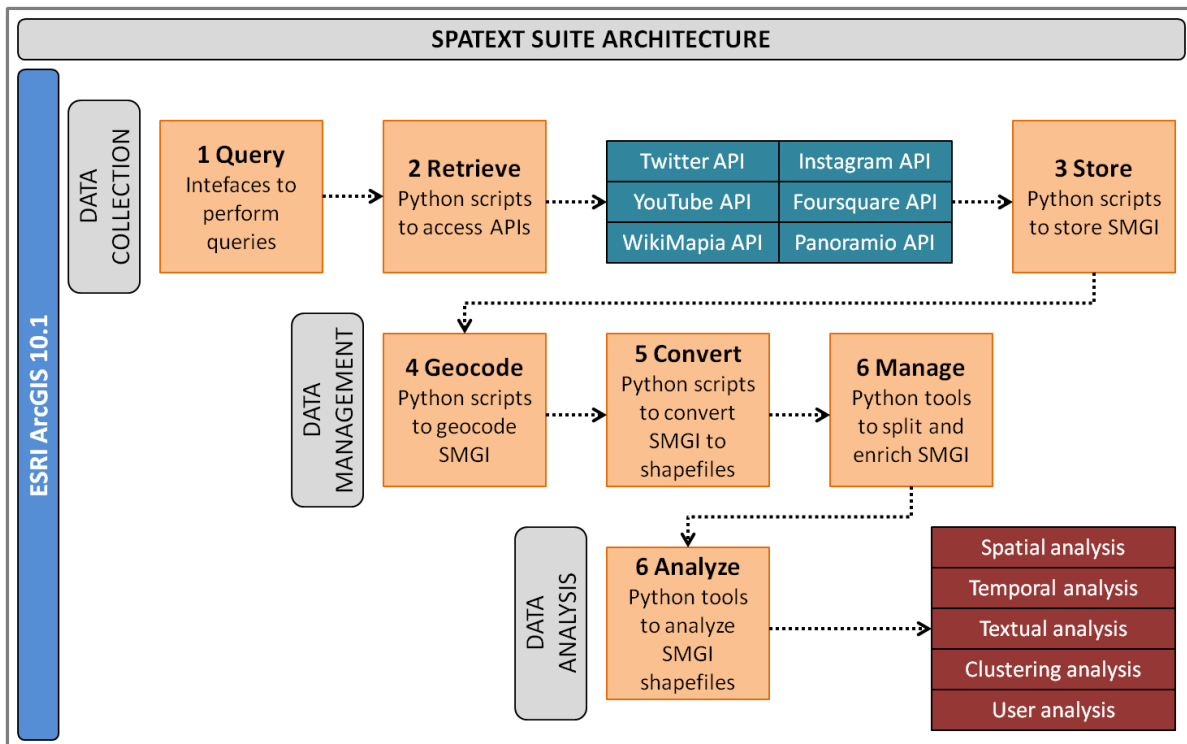 SPATEXT SUITE ARCHITECTURE
ESRI ArcGIS 10.1
DATA
COLLECTION
1 Query
Intefaces to
perform
queries
2 Retrieve
Python scripts
to access APIs
Twitter API
Instagram API
YouTube API
Foursquare API
WikiMapia API
Panoramio API
3 Store
Python scripts
to store SMGI
DATA
MANAGEMENT
4 Geocode
Python scripts
to geocode
SMGI
5 Convert
Python scripts
to convert
SMGI to
shapefiles
6 Manage
Python tools
to split and
enrich SMGI
DATA
ANALYSIS
6 Analyze
Python tools
to analyze
SMGI
shapefiles
Spatial analysis
Temporal analysis
Textual analysis
Clustering analysis
User analysis